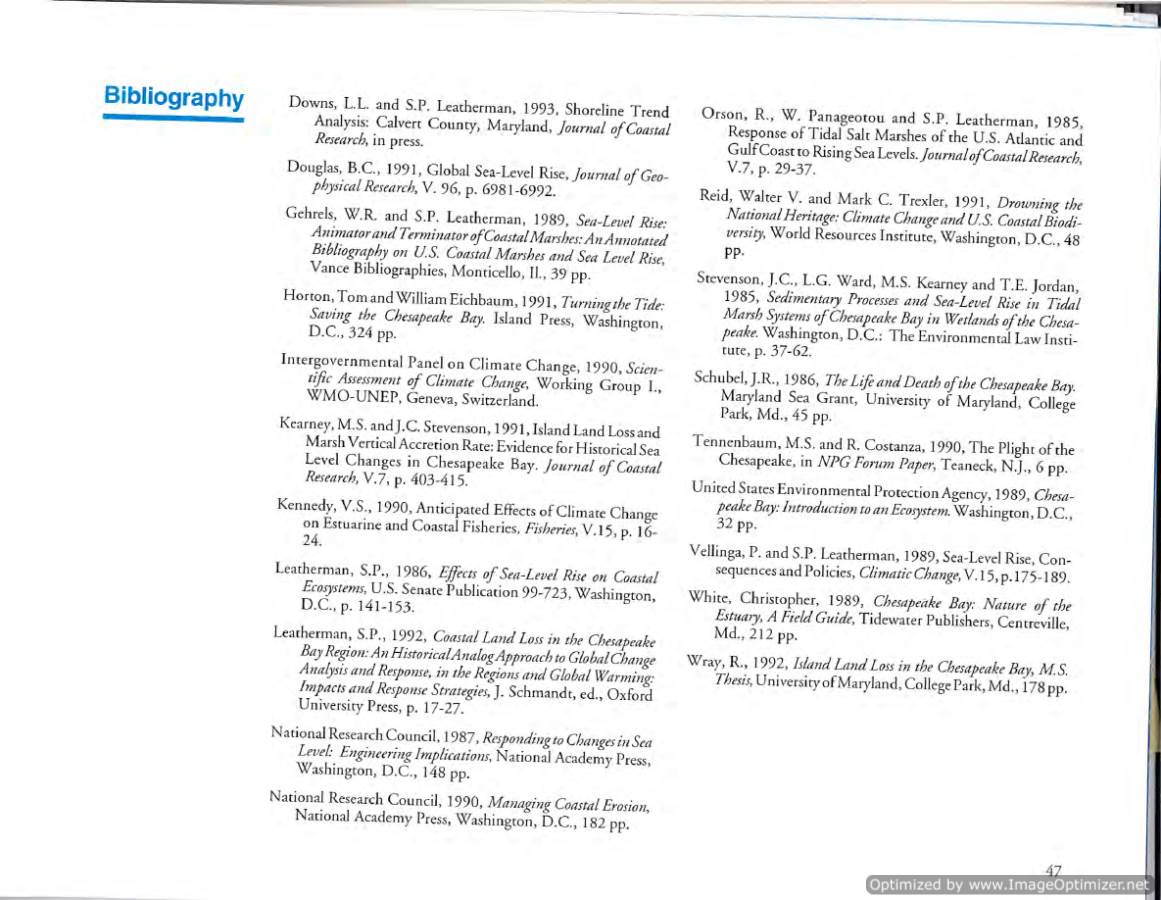 Bibliography
Downs, L.L. and S.P. Leatherman, 1993, Shoreline Trend
Analysis: Calvert County, Maryland, Journal of Coastal
Research, in press.
Douglas, B.C., 1991, Global Sea-Level Rise, Journal of Geo-
physical Research, V. 96, p. 6981-6992.
Gehrels, W.R. and S.P. Leatherman, 1989, Sea-Level Rise:
Animator and Terminator of Coastal Marshes: An Annotated
Bibliography on U.S. Coastal Marshes and Sea Level Rise,
Vance Bibliographies, Monticello, Il., 39 pp.
Horton, Tom and William Eichbaum, 1991, Turning the Tide:
Saving the Chesapeake Bay. Island Press, Washington,
D.C., 324 pp.
Intergovernmental Panel on Climate Change, 1990, Scien-
tific Assessment of Climate Change, Working Group I.,
WMO-UNEP, Geneva, Switzerland.
Kearney, M.S. and J.C. Stevenson, 1991, Island Land Loss and
Marsh Vertical Accretion Rate: Evidence for Historical Sea
Level Changes in Chesapeake Bay. Journal of Coastal
Research, V.7, p. 403-415.
Kennedy, V.S., 1990, Anticipated Effects of Climate Change
on Estuarine and Coastal Fisheries, Fisheries, V.15, p. 16-
24.
Leatherman, S.P., 1986, Effects of Sea-Level Rise on Coastal
Ecosystems, U.S. Senate Publication 99-723, Washington,
D.C., p. 141-153.
Leatherman, S.P., 1992, Coastal Land Loss in the Chesapeake
Bay Region: An Historical Analog Approach to Global Change
Analysis and Response, in the Regions and Global Warming:
Impacts and Response Strategies, J. Schmandt, ed., Oxford
University Press, p. 17-27.
National Research Council, 1987, Responding to Changes in Sea
Level: Engineering Implications, National Academy Press,
Washington, D.C., 148 pp.
National Research Council, 1990, Managing Coastal Erosion,
National Academy Press, Washington, D.C., 182 pp.
Orson, R., W. Panageotou and S.P. Leatherman, 1985,
Response of Tidal Salt Marshes of the U.S. Atlantic and
Gulf Coast to Rising Sea Levels. Journal of Coastal Research,
V.7, p. 29-37.
Reid, Walter V. and Mark C. Trexler, 1991, Drowning the
National Heritage: Climate Change and U.S. Coastal Biodi-
versity, World Resources Institute, Washington, D.C., 48
pp.
Stevenson, J.C., L.G. Ward, M.S. Kearney and T.E. Jordan,
1985, Sedimentary Processes and Sea-Level Rise in Tidal
Marsh Systems of Chesapeake Bay in Wetlands of the Chesa-
peake. Washington, D.C.: The Environmental Law Insti-
tute, p. 37-62.
Schubel, J.R., 1986, The Life and Death of the Chesapeake Bay.
Maryland Sea Grant, University of Maryland, College
Park, Md., 45 pp.
Tennenbaum, M.S. and R. Costanza, 1990, The Plight of the
Chesapeake, in NPG Forum Paper, Teaneck, N.J., 6 pp.
United States Environmental Protection Agency, 1989, Chesa-
peake Bay: Introduction to an Ecosystem. Washington, D.C.,
32 pp.
Vellinga, P. and S.P. Leatherman, 1989, Sea-Level Rise, Con-
sequences and Policies, Climatic Change, V.15, p.175-189.
White, Christopher, 1989, Chesapeake Bay: Nature of the
Estuary, A Field Guide, Tidewater Publishers, Centreville,
Md., 212 pp.
Wray, R., 1992, Island Land Loss in the Chesapeake Bay, M.S.
Thesis, University of Maryland, College Park, Md., 178 pp.
47
Optimized by www.ImageOptimizer.net